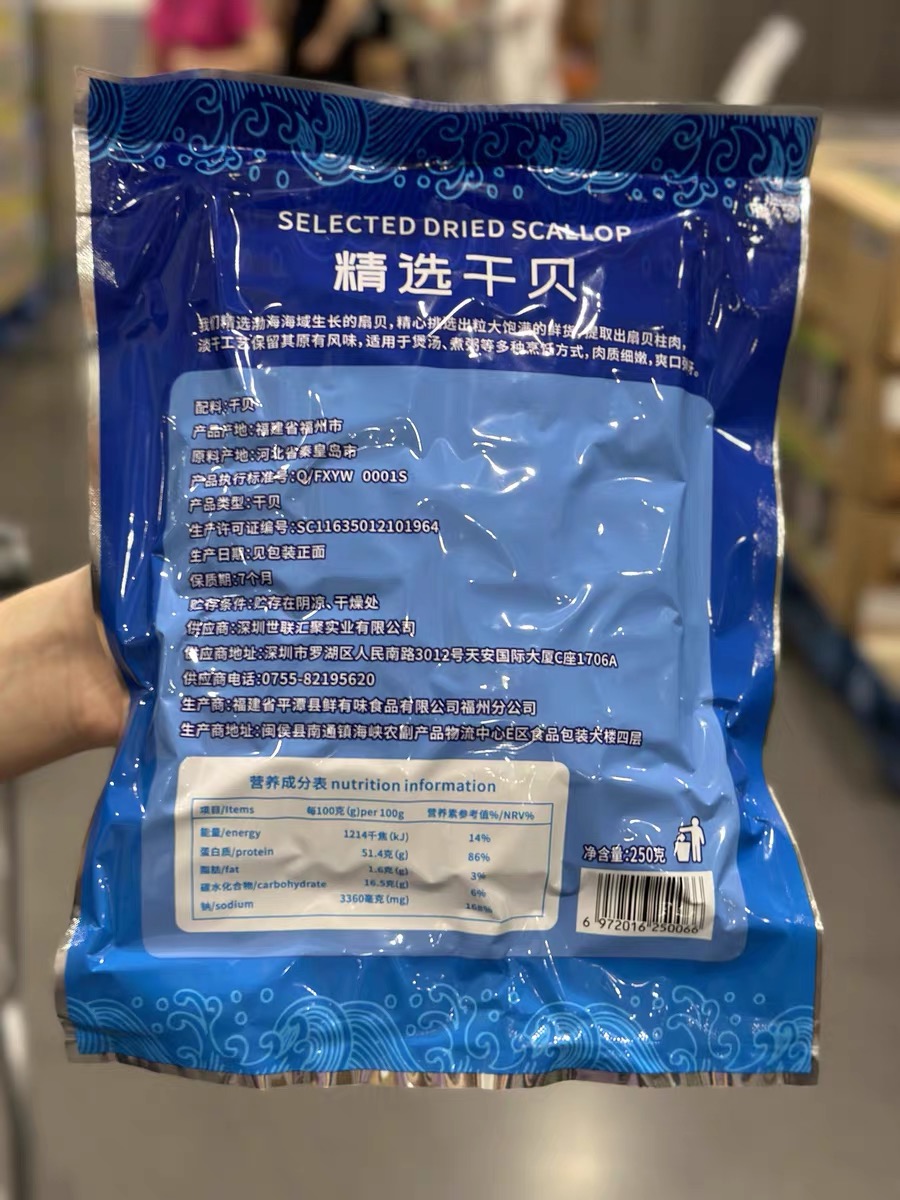 SELECTED DRIED SCALLOP
精选干贝
我们精选渤海海域生长的扇贝,精心挑选出粒大饱满的鲜货,提取出扇贝柱肉,
淡干工艺保留其原有风味,适用于煲汤、煮粥等多种烹饪方式,肉质细嫩,爽口弹牙。
配料:干贝
产品产地:福建省福州市
原料产地:河北省秦皇岛市
产品执行标准号:Q/FXYW 0001S
产品类型:干贝
生产许可证编号:SC11635012101964
生产日期:见包装正面
保质期:7个月
贮存条件:贮存在阴凉、干燥处
供应商:深圳世联汇聚实业有限公司
供应商地址:深圳市罗湖区人民南路3012号天安国际大厦C座1706A
供应商电话:0755-82195620
生产商:福建省平潭县鲜有味食品有限公司福州分公司
生产商地址:闽侯县南通镇海峡农副产品物流中心E区食品包装大楼四层
营养成分表 nutrition information
项目/Items 每100克(g)per 100g 营养素参考值%/NRV%
能量/energy 1214千焦(kJ) 14%
蛋白质/protein 51.4克(g) 86%
脂肪/fat 1.6克(g) 3%
碳水化合物/carbohydrate 16.5克(g) 6%
钠/sodium 3360毫克(mg) 168%
净含量:250克
6 972016 250066